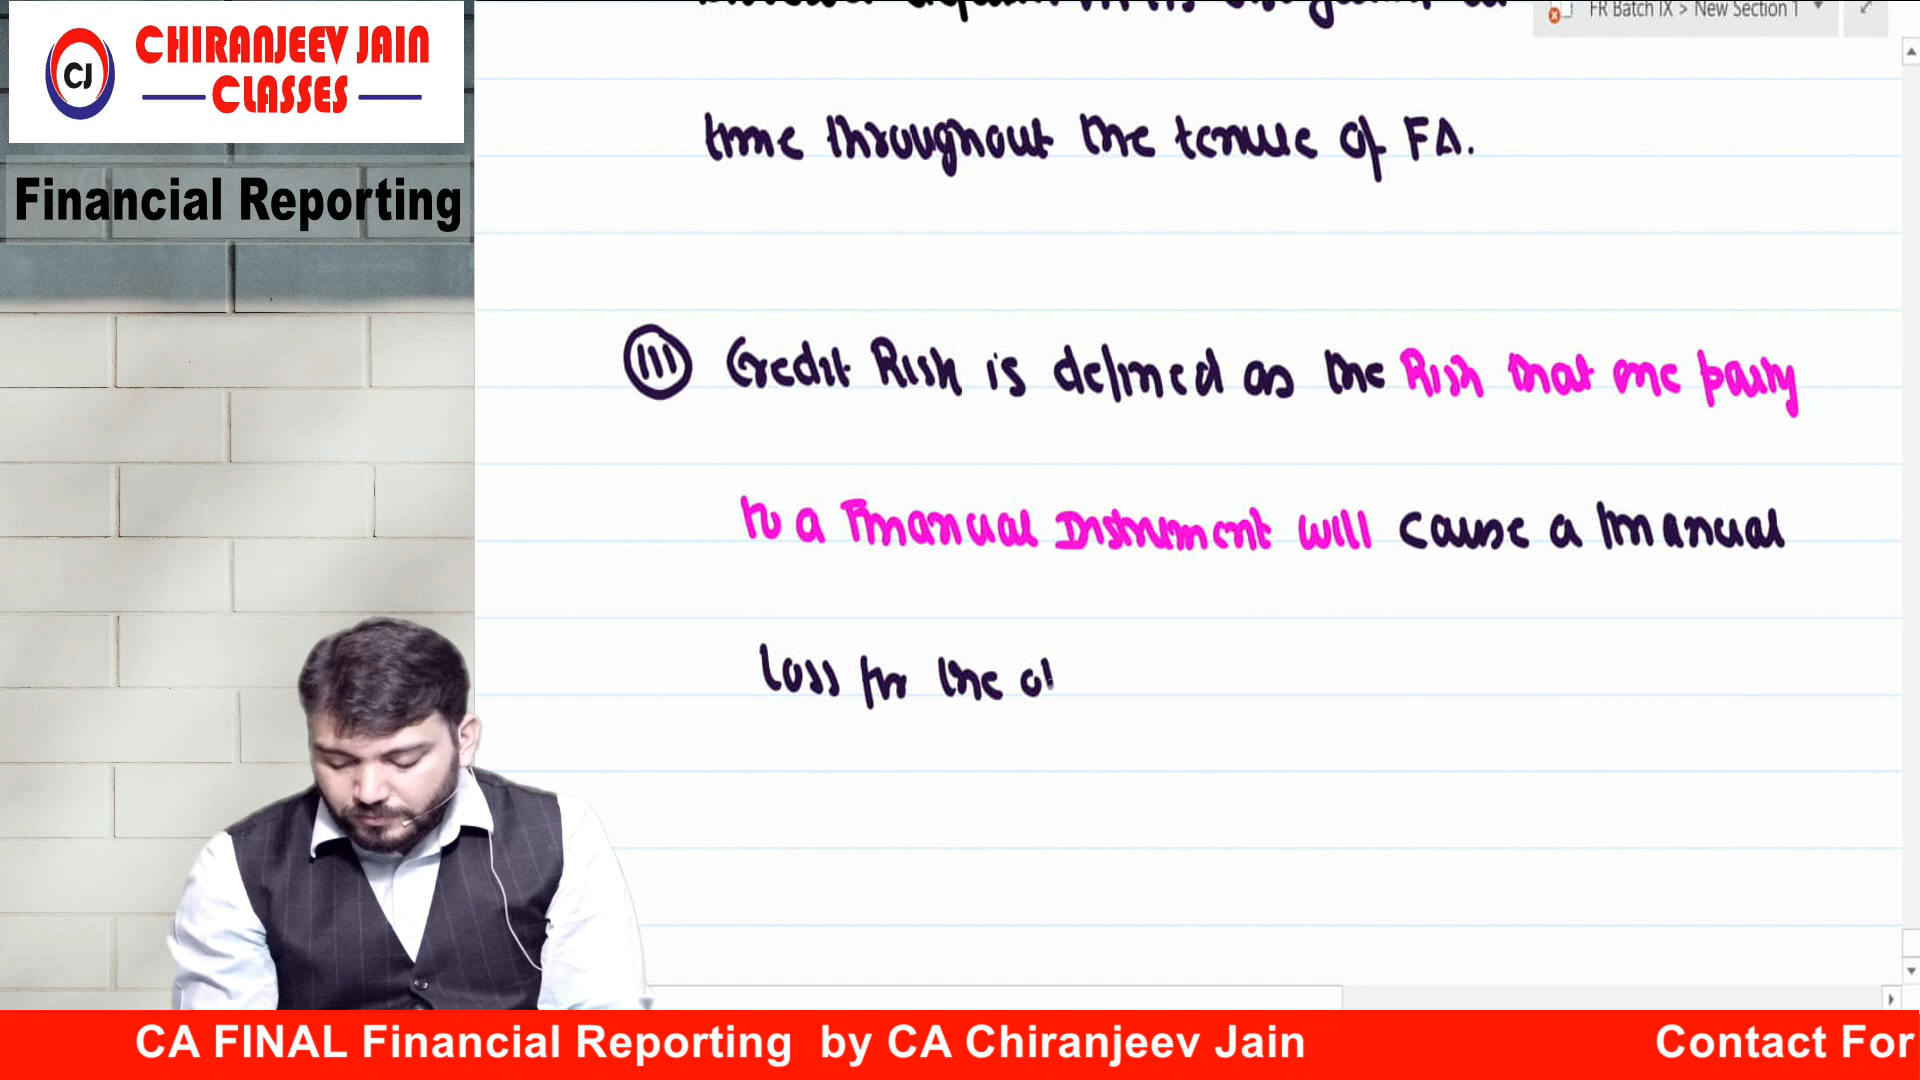 CHIRANJEEV JAIN
CLASSES
CJ
Financial Reporting
FR Batch IX > New Section 1
time throughout the tenure of FA.
(iii) Credit Risk is defined as the Risk that one party
to a Financial Instrument will cause a financial
loss for the ot
CA FINAL Financial Reporting by CA Chiranjeev Jain
Contact For